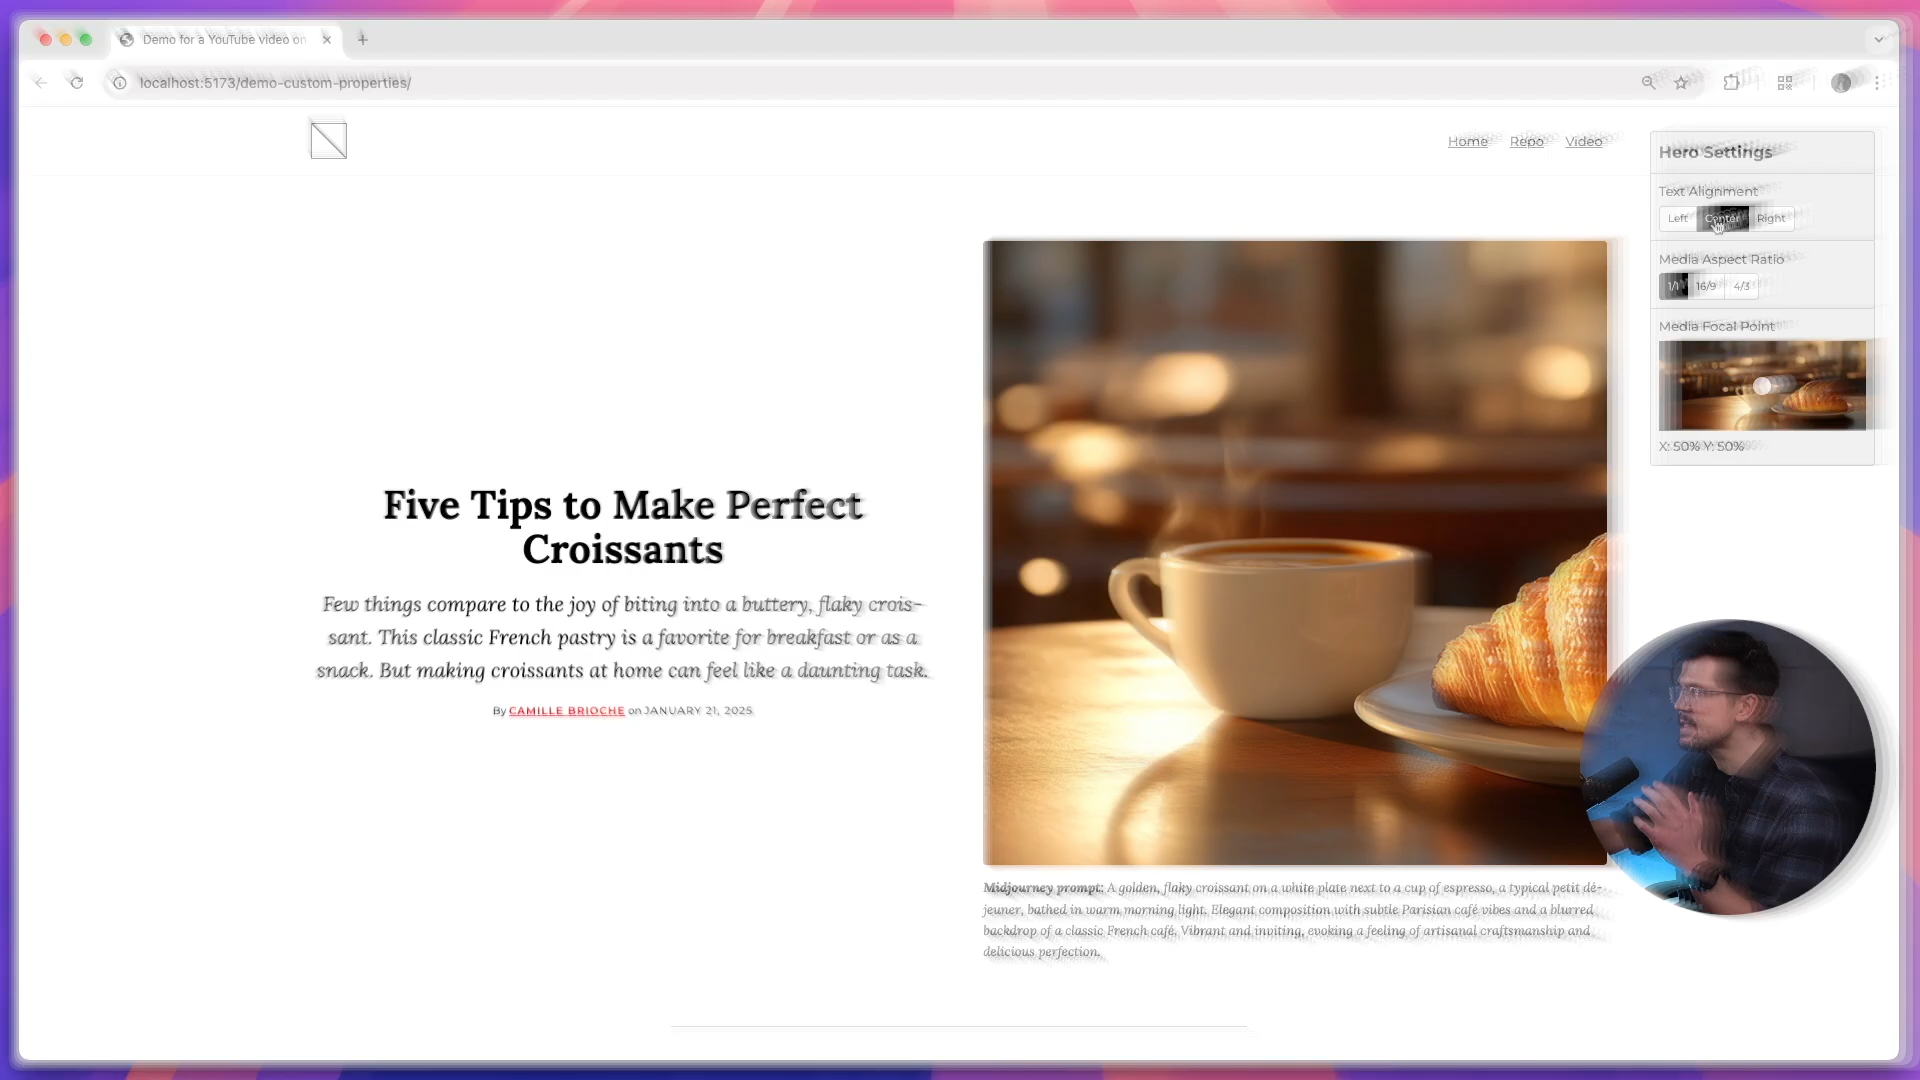 Demo for a YouTube video on
localhost:5173/demo-custom-properties/
Home Repo Video
Hero Settings
Text Alignment
Left Center Right
Media Aspect Ratio
1/1 16/9 4/3
Media Focal Point
X: 50% Y: 50%
Five Tips to Make Perfect
Croissants
Few things compare to the joy of biting into a buttery, flaky crois-
sant. This classic French pastry is a favorite for breakfast or as a
snack. But making croissants at home can feel like a daunting task.
By CAMILLE BRIOCHE on JANUARY 21, 2025
Midjourney prompt: A golden, flaky croissant on a white plate next to a cup of espresso, a typical petit dé-
jeuner, bathed in warm morning light. Elegant composition with subtle Parisian café vibes and a blurred
backdrop of a classic French café. Vibrant and inviting, evoking a feeling of artisanal craftsmanship and
delicious perfection.